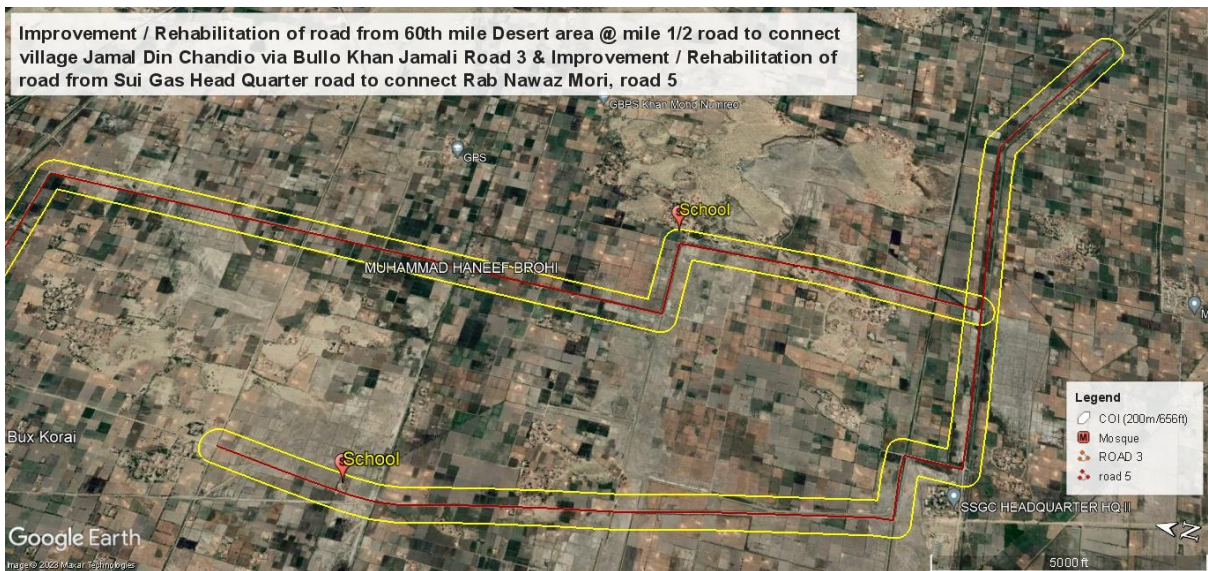 Improvement / Rehabilitation of road from 60th mile Desert area @ mile 1/2 road to connect
village Jamal Din Chandio via Bullo Khan Jamali Road 3 & Improvement / Rehabilitation of
road from Sui Gas Head Quarter road to connect Rab Nawaz Mori, road 5
GBPS Khan Mohd Numreo
GPS
School
MUHAMMAD HANEEF BROHI
M
Legend
COI (200m/656ft)
M Mosque
ROAD 3
road 5
Bux Korai
School
SSGC HEADQUARTER HQ II
N
Google Earth
Image © 2023 Maxar Technologies
5000 ft